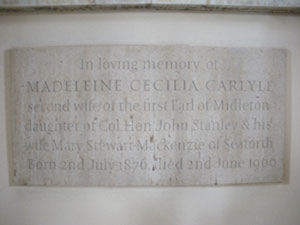 In loving memory of
MADELEINE CECILIA CARLYLE
second wife of the first Earl of Midleton
daughter of Col. Hon. John Stanley & his
wife Mary Stewart-Mackenzie of Seaforth
Born 2nd July 1876, died 2nd June 1966